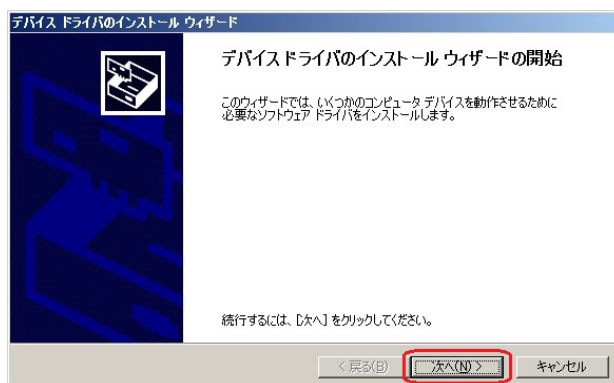 デバイス ドライバのインストール ウィザード
デバイス ドライバのインストール ウィザードの開始
このウィザードでは、いくつかのコンピュータ デバイスを動作させるために
必要なソフトウェア ドライバをインストールします。
続行するには、[次へ] をクリックしてください。
< 戻る(B)
次へ(N) >
キャンセル